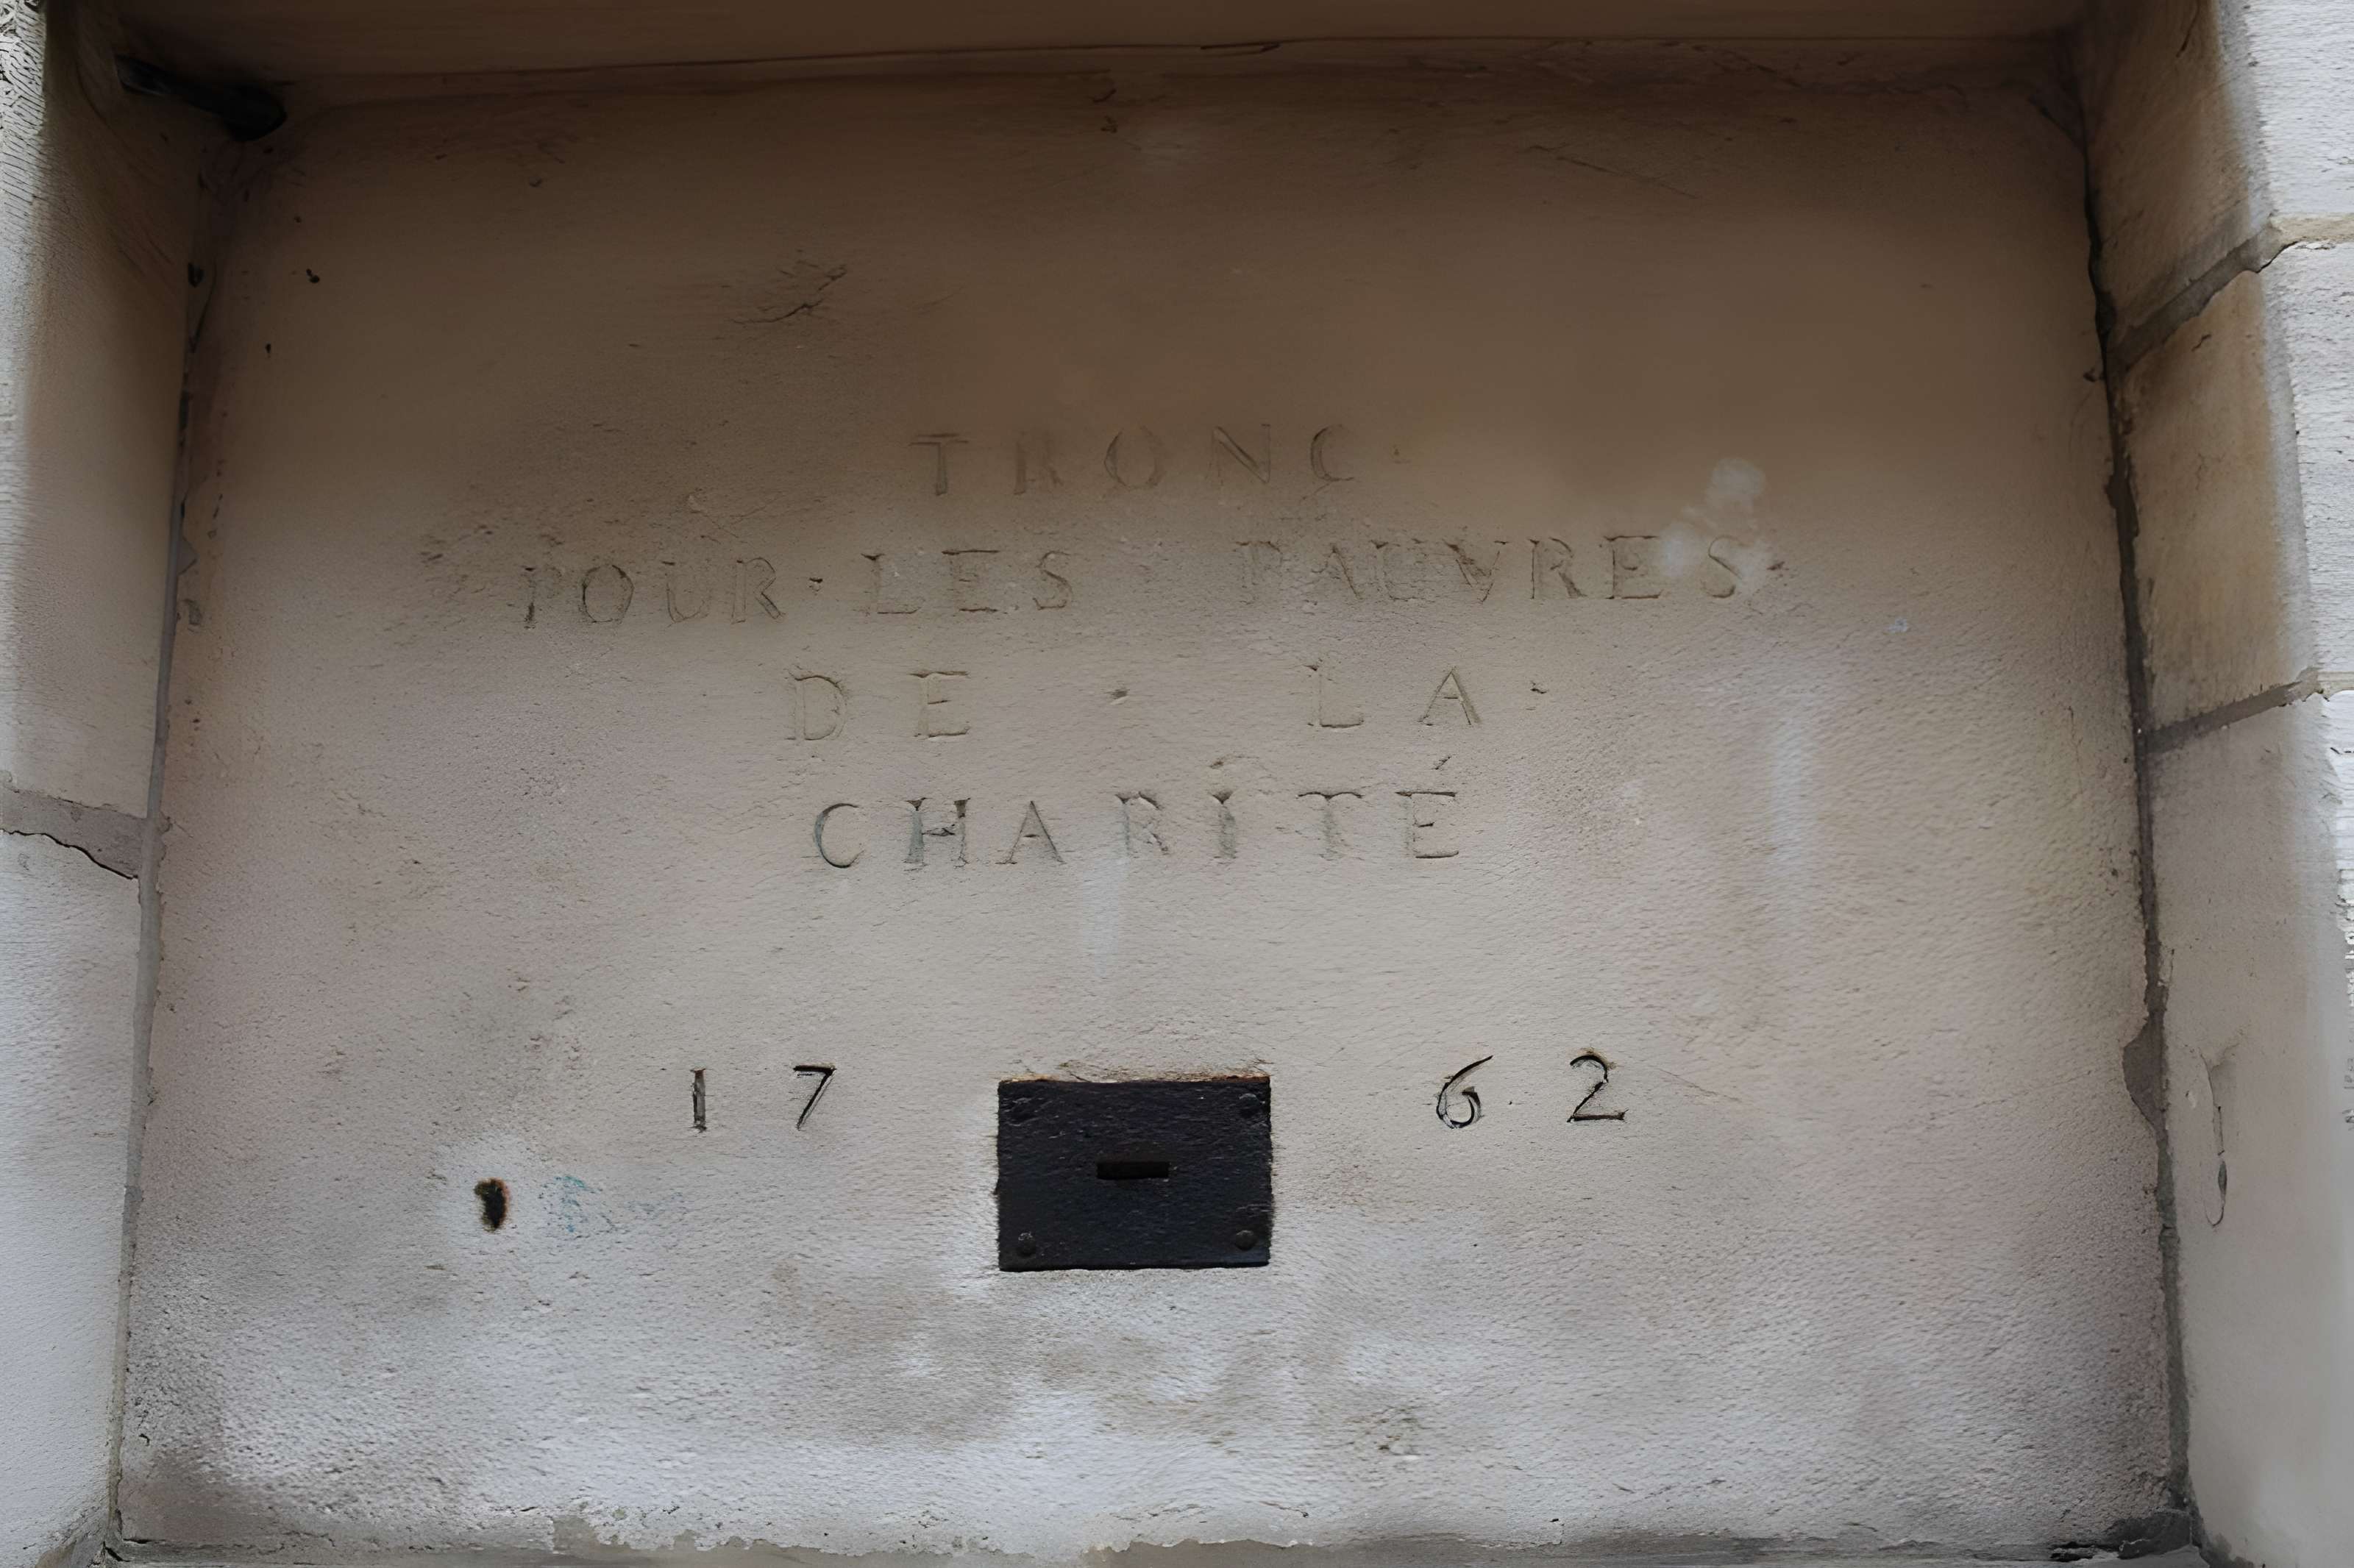 TRONC
POUR·LES PAUVRES
DE · LA·
CHARITÉ
17 62